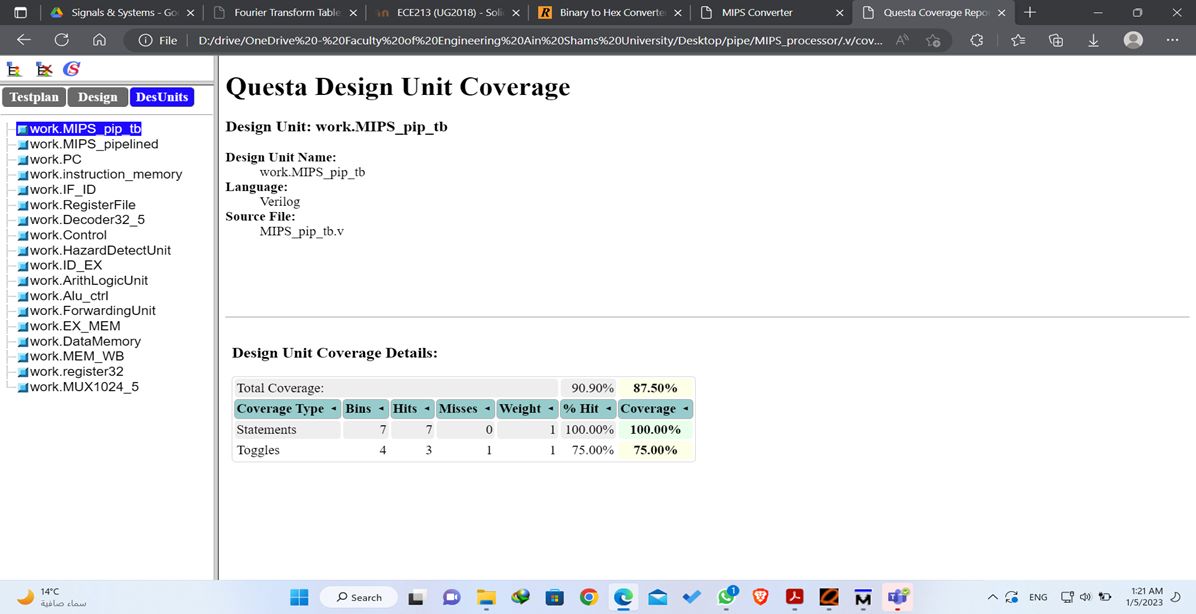 Signals & Systems - Go
Fourier Transform Table
ECE213 (UG2018) - Soli
Binary to Hex Converte
MIPS Converter
Questa Coverage Repo
File
D:/drive/OneDrive%20-%20Faculty%20of%20Engineering%20Ain%20Shams%20University/Desktop/pipe/MIPS_processor/.v/cov...
Testplan Design DesUnits
work.MIPS_pip_tb
work.MIPS_pipelined
work.PC
work.instruction_memory
work.IF_ID
work.RegisterFile
work.Decoder32_5
work.Control
work.HazardDetectUnit
work.ID_EX
work.ArithLogicUnit
work.Alu_ctrl
work.ForwardingUnit
work.EX_MEM
work.DataMemory
work.MEM_WB
work.register32
work.MUX1024_5
Questa Design Unit Coverage
Design Unit: work.MIPS_pip_tb
Design Unit Name:
work.MIPS_pip_tb
Language:
Verilog
Source File:
MIPS_pip_tb.v
Design Unit Coverage Details:
Total Coverage: 90.90% 87.50%
Coverage Type Bins Hits Misses Weight % Hit Coverage
Statements 7 7 0 1 100.00% 100.00%
Toggles 4 3 1 1 75.00% 75.00%
14°C
سماء صافية
Search
1
ENG
1:21 AM
1/5/2023